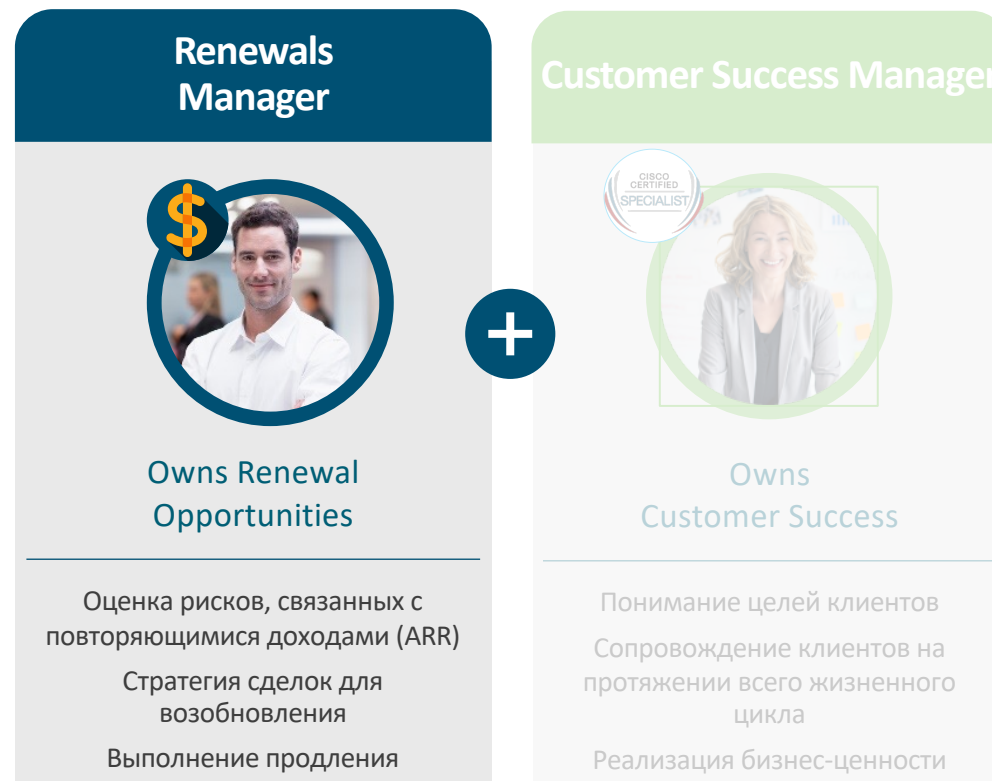 Renewals
Manager
$
Owns Renewal
Opportunities
Оценка рисков, связанных с
повторяющимися доходами (ARR)
Стратегия сделок для
возобновления
Выполнение продления
+
Customer Success Manager
CISCO
CERTIFIED
SPECIALIST
Owns
Customer Success
Понимание целей клиентов
Сопровождение клиентов на
протяжении всего жизненного
цикла
Реализация бизнес-ценности